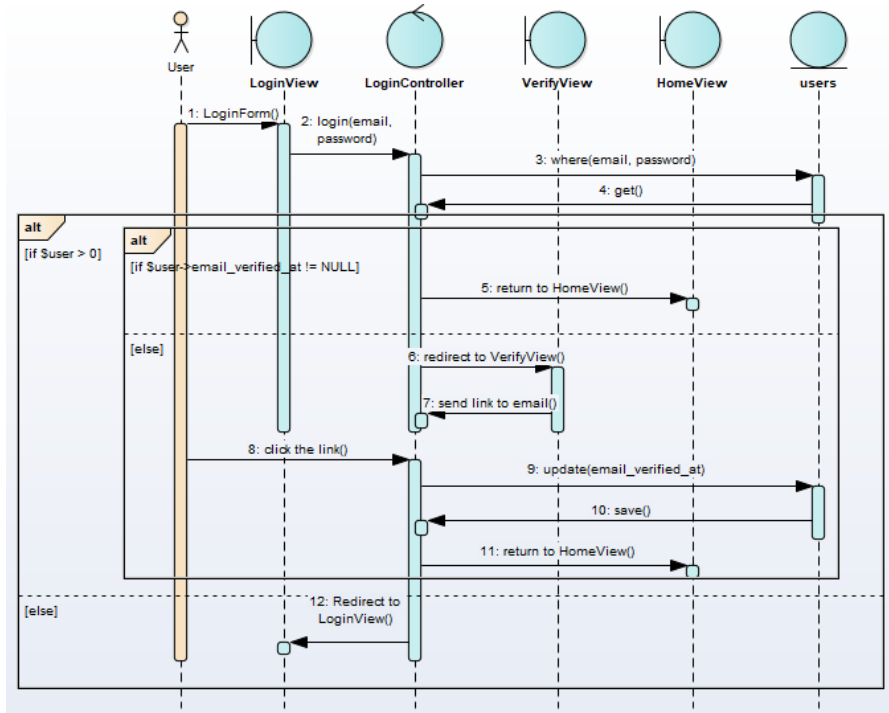 User
LoginView
LoginController
VerifyView
HomeView
users
1: LoginForm()
2: login(email,
password)
3: where(email, password)
4: get()
alt
[if $user > 0]
alt
[if $user->email_verified_at != NULL]
5: return to HomeView()
[else]
6: redirect to VerifyView()
7: send link to email()
8: click the link()
9: update(email_verified_at)
10: save()
11: return to HomeView()
[else]
12: Redirect to
LoginView()